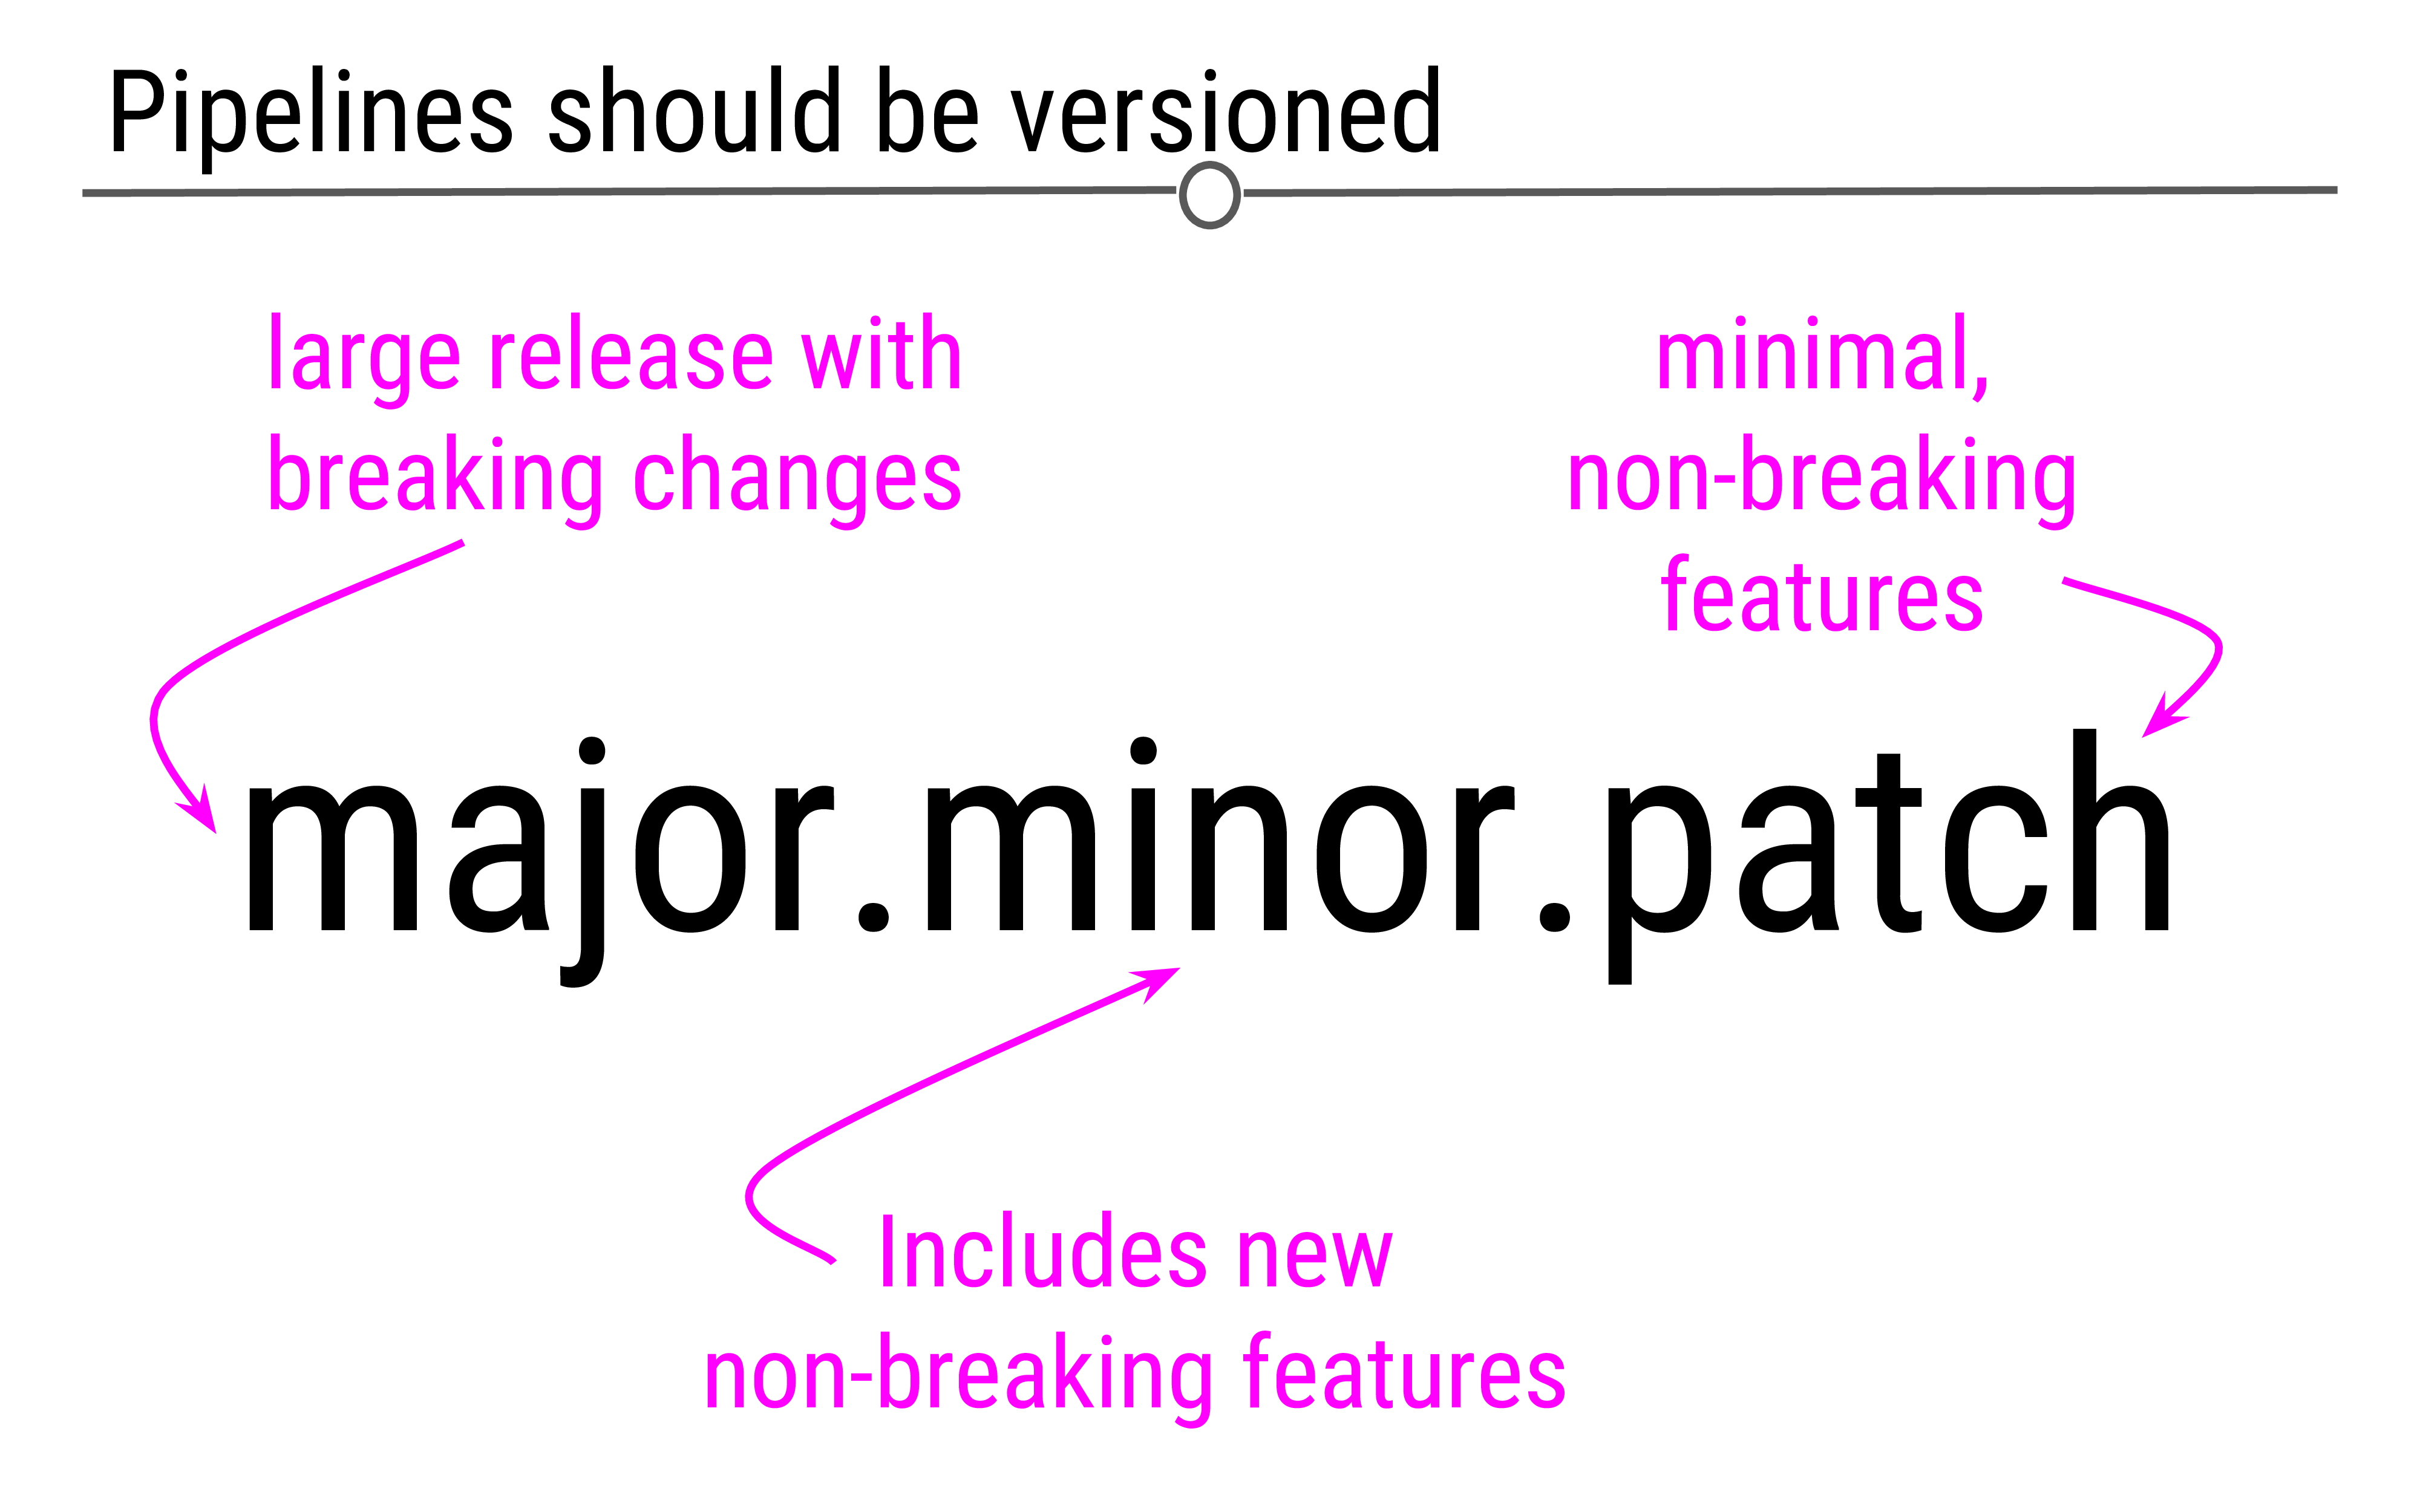 Pipelines should be versioned
large release with
breaking changes
minimal,
non-breaking
features
major.minor.patch
Includes new
non-breaking features